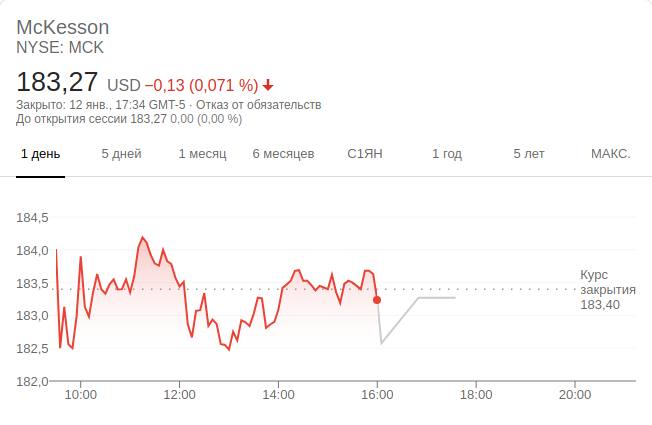 McKesson
NYSE: MCK
183,27 USD −0,13 (0,071 %)
Закрыто: 12 янв., 17:34 GMT-5 · Отказ от обязательств
До открытия сессии 183,27 0,00 (0,00 %)
1 день 5 дней 1 месяц 6 месяцев С1ЯН 1 год 5 лет МАКС.
184,5
184,0
183,5
183,0
182,5
182,0
Курс
закрытия
183,40
10:00 12:00 14:00 16:00 18:00 20:00